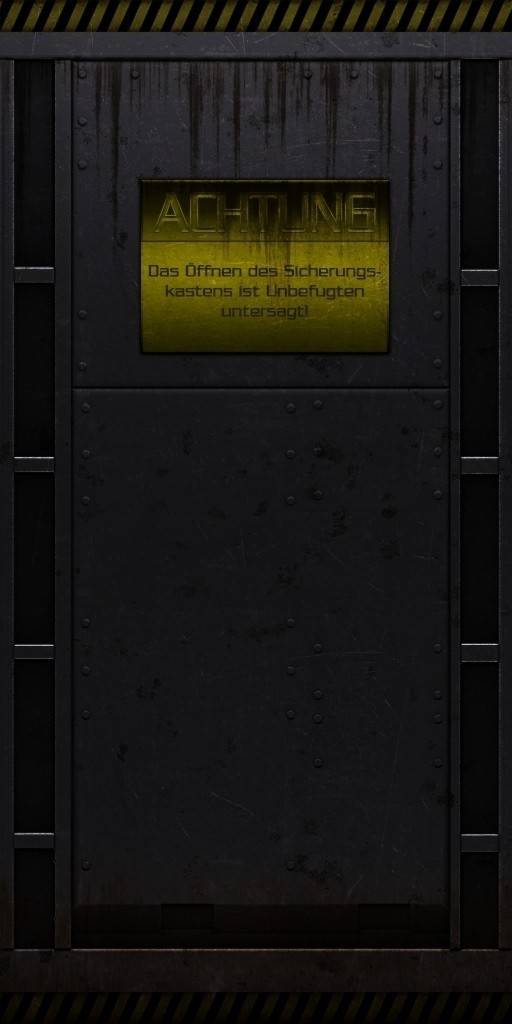 ACHTUNG
Das Öffnen des Sicherungs-
kastens ist Unbefugten
untersagt!